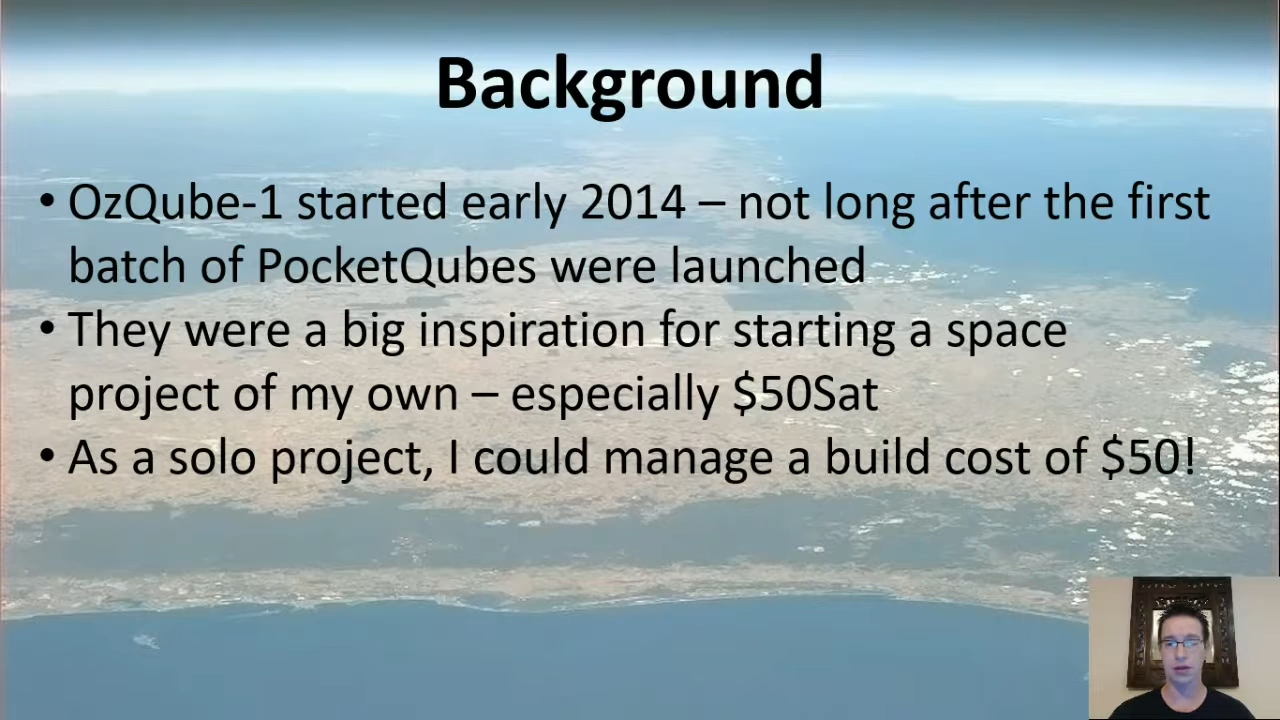 Background
• OzQube-1 started early 2014 – not long after the first
batch of PocketQubes were launched
• They were a big inspiration for starting a space
project of my own – especially $50Sat
• As a solo project, I could manage a build cost of $50!